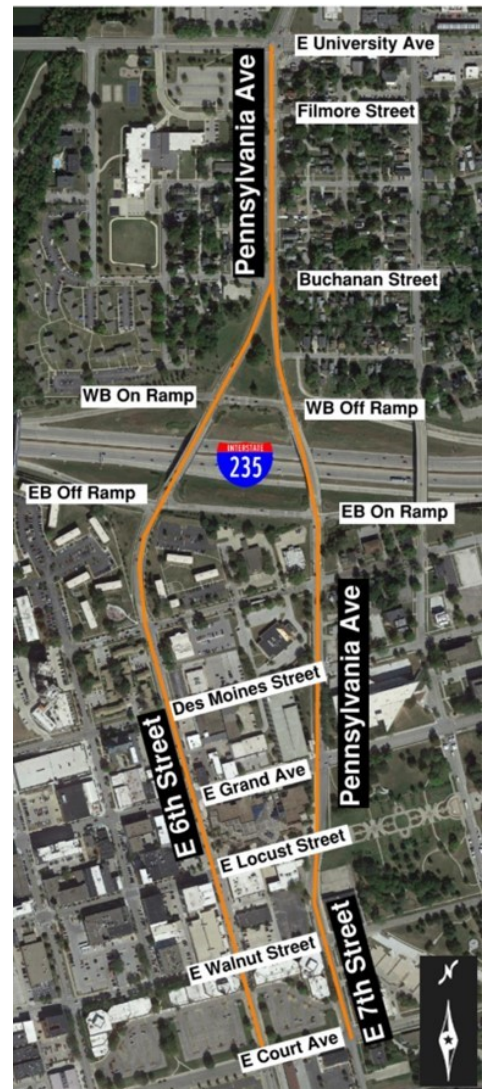 E University Ave
Pennsylvania Ave
Filmore Street
Buchanan Street
WB On Ramp
WB Off Ramp
INTERSTATE
235
EB Off Ramp
EB On Ramp
Pennsylvania Ave
Des Moines Street
E 6th Street
E Grand Ave
E Locust Street
E 7th Street
E Walnut Street
E Court Ave
N